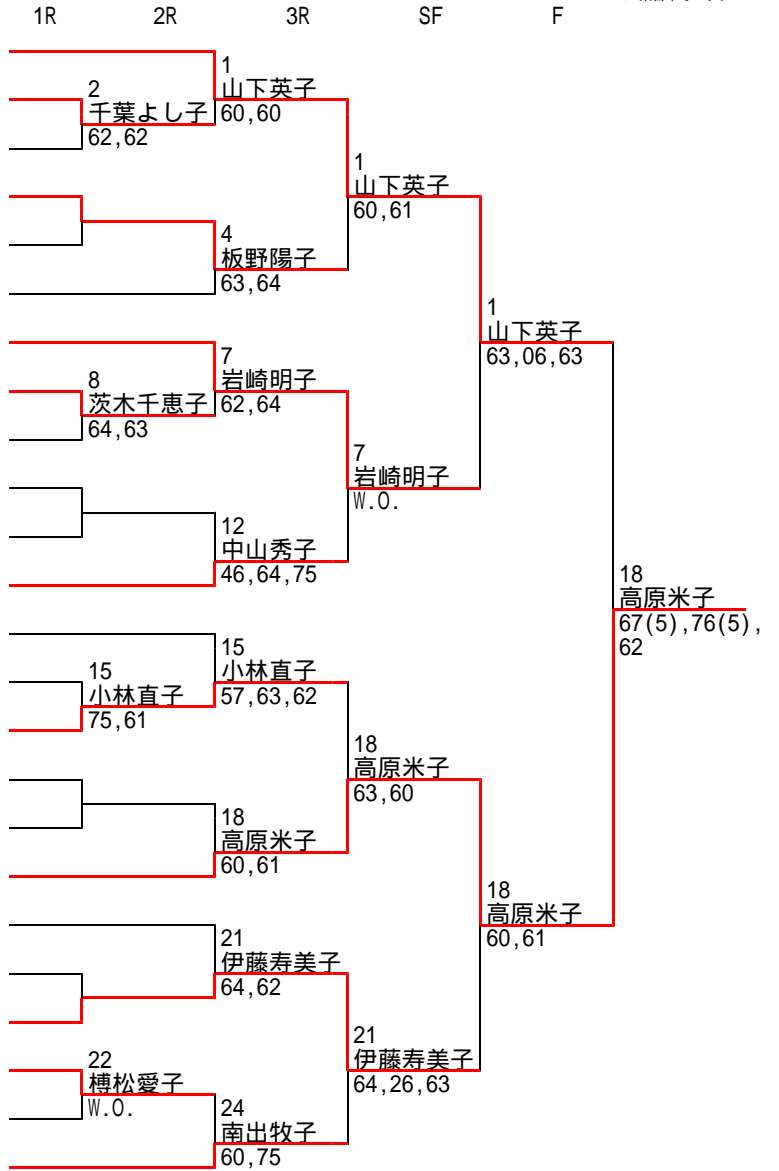 1R 2R 3R SF F
1
山下英子
60,60
2
千葉よし子
62,62
1
山下英子
60,61
4
板野陽子
63,64
1
山下英子
63,06,63
7
岩崎明子
62,64
8
茨木千恵子
64,63
7
岩崎明子
W.O.
12
中山秀子
46,64,75
18
高原米子
67(5),76(5),
62
15
小林直子
57,63,62
15
小林直子
75,61
18
高原米子
63,60
18
高原米子
60,61
18
高原米子
60,61
21
伊藤寿美子
64,62
21
伊藤寿美子
64,26,63
22
榑松愛子
W.O.
24
南出牧子
60,75